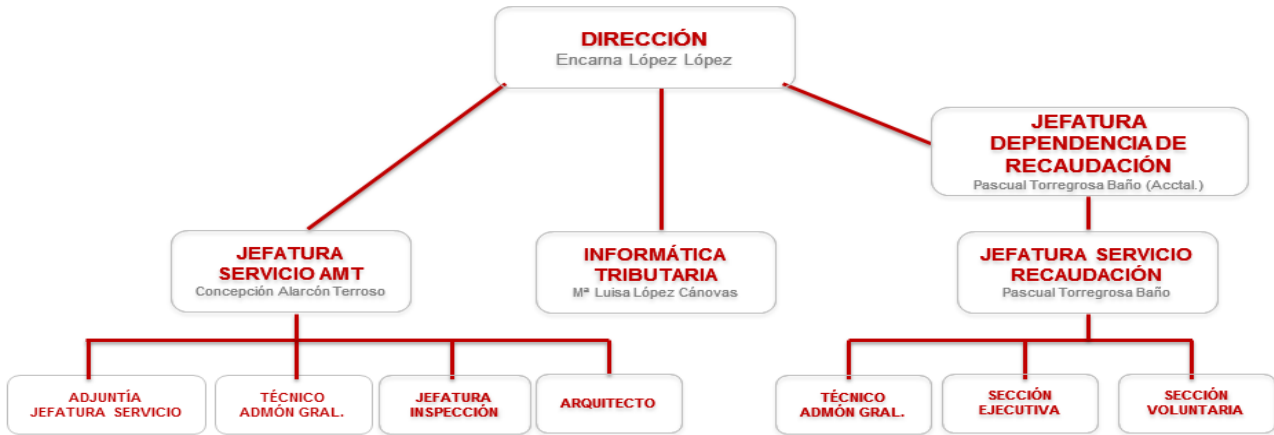 DIRECCIÓN
Encarna López López
JEFATURA
DEPENDENCIA DE
RECAUDACIÓN
Pascual Torregrosa Baño (Acctal.)
JEFATURA
SERVICIO AMT
Concepción Alarcón Terroso
INFORMÁTICA
TRIBUTARIA
Mª Luisa López Cánovas
JEFATURA SERVICIO
RECAUDACIÓN
Pascual Torregrosa Baño
ADJUNTÍA
JEFATURA SERVICIO
TÉCNICO
ADMÓN GRAL.
JEFATURA
INSPECCIÓN
ARQUITECTO
TÉCNICO
ADMÓN GRAL.
SECCIÓN
EJECUTIVA
SECCIÓN
VOLUNTARIA